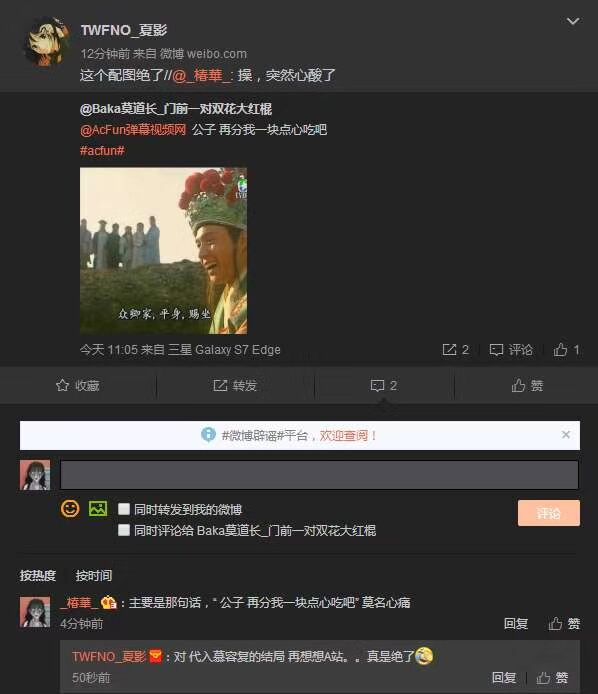 TWFNO_夏影
12分钟前 来自 微博 weibo.com
这个配图绝了//@_椿華_: 操，突然心酸了
@Baka莫道长_门前一对双花大红棍
@AcFun弹幕视频网 公子 再分我一块点心吃吧
#acfun#
众卿家,平身,赐坐
今天 11:05 来自 三星 Galaxy S7 Edge
2 评论 1
收藏 转发 2 赞
#微博辟谣#平台，欢迎查阅！
同时转发到我的微博
评论
同时评论给 Baka莫道长_门前一对双花大红棍
按热度 按时间
_椿華_ ：主要是那句话，“ 公子 再分我一块点心吃吧” 莫名心痛
4分钟前 回复 赞
TWFNO_夏影 ：对 代入慕容复的结局 再想想A站。。真是绝了
50秒前 回复 赞